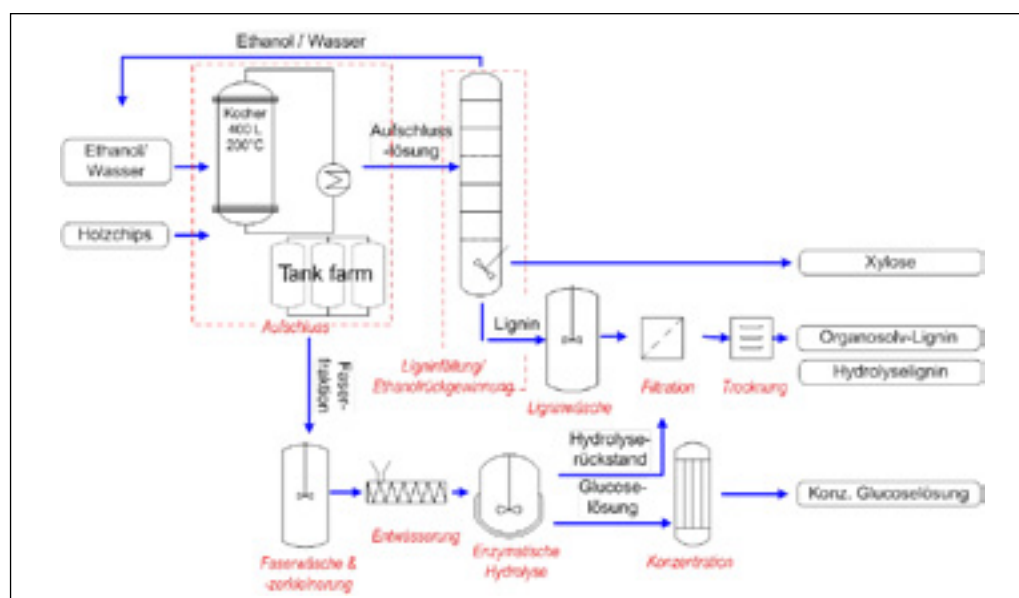 Ethanol / Wasser
Kocher
400 L
200°C
Aufschluss
-lösung
Ethanol/
Wasser
Holzchips
Tank farm
Aufschluss
Xylose
Lignin
Organosolv-Lignin
Ligninfällung/
Ethanolrückgewinnung
Hydrolyselignin
Faser-
fraktion
Ligninwäsche
Filtration
Trocknung
Hydrolyse-
rückstand
Glucose-
lösung
Konz. Glucoselösung
Entwässerung
Enzymatische
Hydrolyse
Konzentration
Faserwäsche &
-zerkleinerung